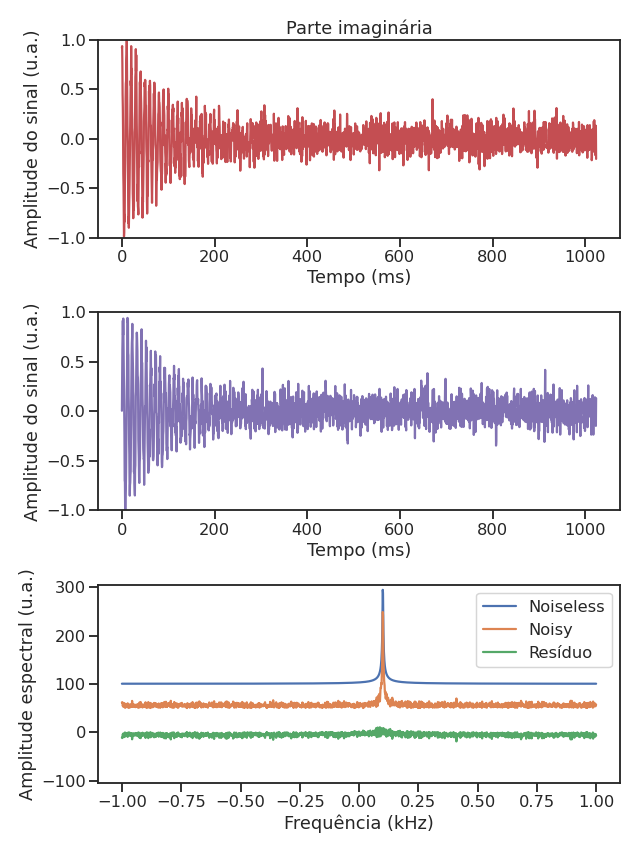 Parte imaginária
Amplitude do sinal (u.a.)
1.0
0.5
0.0
−0.5
−1.0
0 200 400 600 800 1000
Tempo (ms)
Amplitude do sinal (u.a.)
1.0
0.5
0.0
−0.5
−1.0
0 200 400 600 800 1000
Tempo (ms)
Amplitude espectral (u.a.)
300
200
100
0
−100
Noiseless
Noisy
Resíduo
−1.00 −0.75 −0.50 −0.25 0.00 0.25 0.50 0.75 1.00
Frequência (kHz)